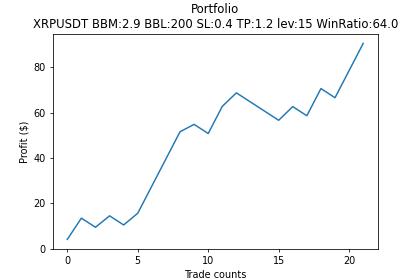 Portfolio
XRPUSDT BBM:2.9 BBL:200 SL:0.4 TP:1.2 lev:15 WinRatio:64.0
80
60
40
20
0
Profit ($)
0 5 10 15 20
Trade counts